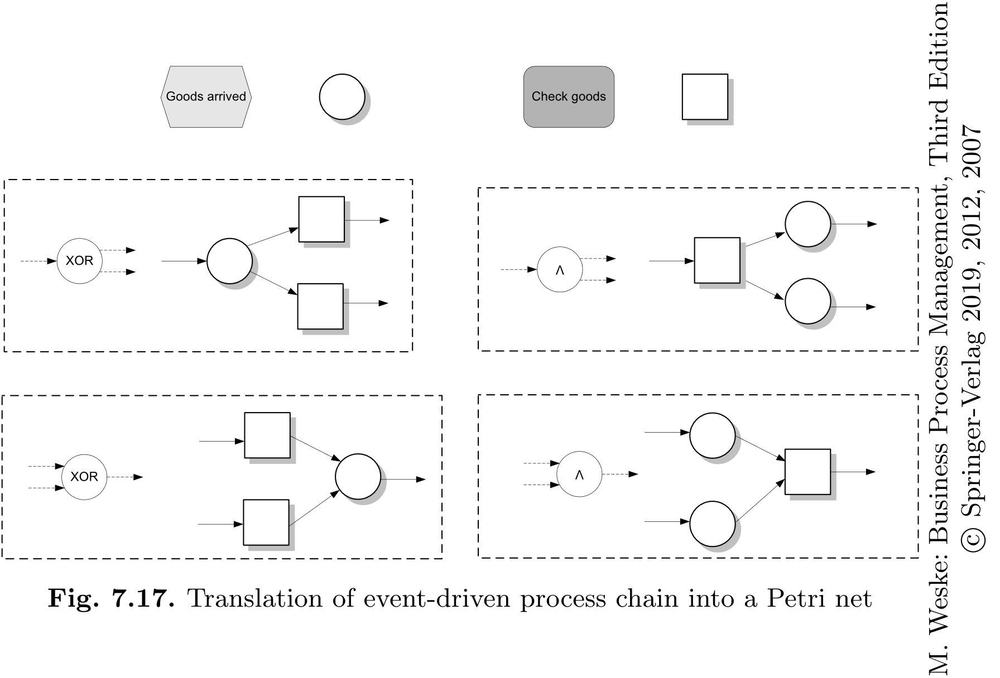 Goods arrived
Check goods
XOR
∧
XOR
∧
Fig. 7.17. Translation of event-driven process chain into a Petri net
M. Weske: Business Process Management, Third Edition
© Springer-Verlag 2019, 2012, 2007